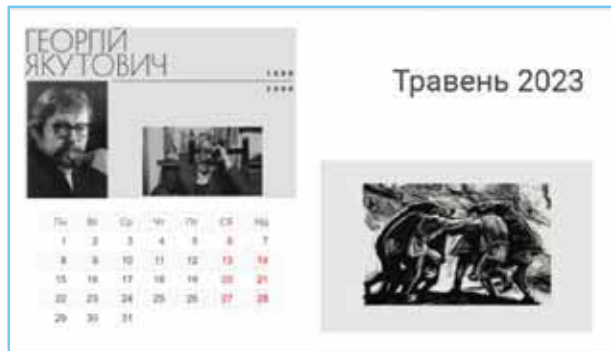 ГЕОРГІЙ
ЯКУТОВИЧ
Травень 2023
Пн Вт Ср Чт Пт Сб Нд
1 2 3 4 5 6 7
8 9 10 11 12 13 14
15 16 17 18 19 20 21
22 23 24 25 26 27 28
29 30 31